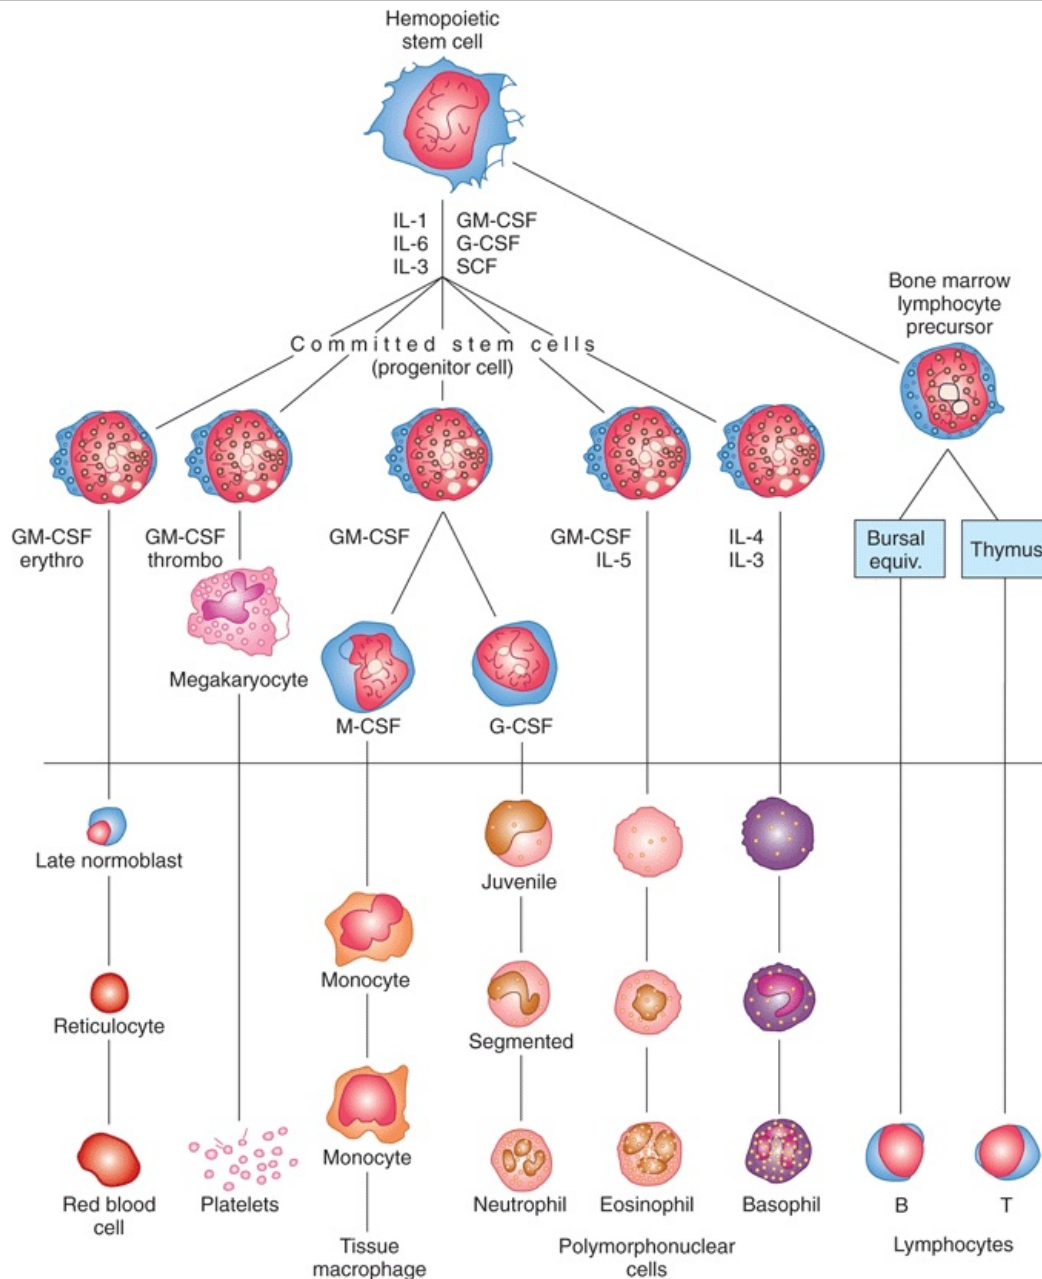 Hemopoietic
stem cell
IL-1 GM-CSF
IL-6 G-CSF
IL-3 SCF
Bone marrow
lymphocyte
precursor
Committed stem cells
(progenitor cell)
GM-CSF
erythro
GM-CSF
thrombo
GM-CSF
GM-CSF
IL-5
IL-4
IL-3
Bursal
equiv.
Thymus
Megakaryocyte
M-CSF
G-CSF
Late normoblast
Juvenile
Monocyte
Reticulocyte
Segmented
Monocyte
Red blood
cell
Platelets
Neutrophil
Eosinophil
Basophil
B
T
Tissue
macrophage
Polymorphonuclear
cells
Lymphocytes